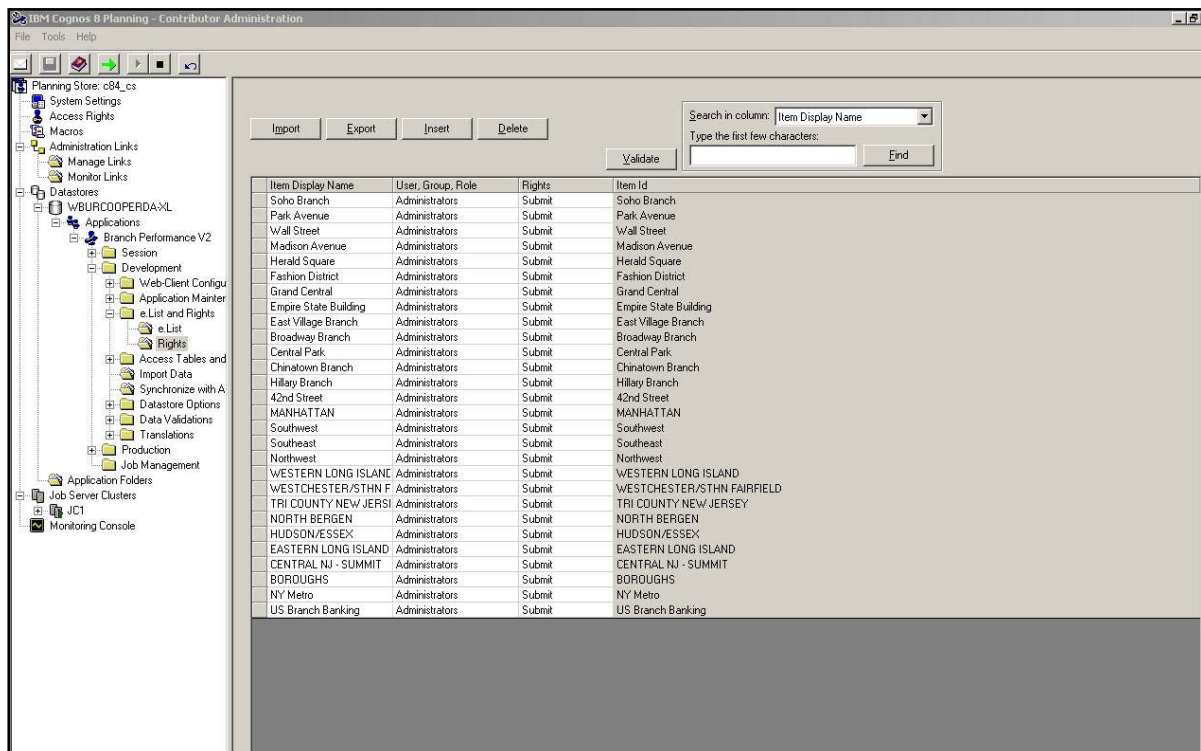 IBM Cognos 8 Planning - Contributor Administration
File Tools Help
Planning Store: c84_cs
System Settings
Access Rights
Macros
Administration Links
Manage Links
Monitor Links
Datastores
WBURCOOPERDA-XL
Applications
Branch Performance V2
Session
Development
Web-Client Configu
Application Mainter
e.List and Rights
e.List
Rights
Access Tables and
Import Data
Synchronize with A
Datastore Options
Data Validations
Translations
Production
Job Management
Application Folders
Job Server Clusters
JC1
Monitoring Console
Import Export Insert Delete
Validate
Search in column: Item Display Name
Type the first few characters:
Find
Item Display Name User, Group, Role Rights Item Id
Soho Branch Administrators Submit Soho Branch
Park Avenue Administrators Submit Park Avenue
Wall Street Administrators Submit Wall Street
Madison Avenue Administrators Submit Madison Avenue
Herald Square Administrators Submit Herald Square
Fashion District Administrators Submit Fashion District
Grand Central Administrators Submit Grand Central
Empire State Building Administrators Submit Empire State Building
East Village Branch Administrators Submit East Village Branch
Broadway Branch Administrators Submit Broadway Branch
Central Park Administrators Submit Central Park
Chinatown Branch Administrators Submit Chinatown Branch
Hillary Branch Administrators Submit Hillary Branch
42nd Street Administrators Submit 42nd Street
MANHATTAN Administrators Submit MANHATTAN
Southwest Administrators Submit Southwest
Southeast Administrators Submit Southeast
Northwest Administrators Submit Northwest
WESTERN LONG ISLAND Administrators Submit WESTERN LONG ISLAND
WESTCHESTER/STHN F Administrators Submit WESTCHESTER/STHN FAIRFIELD
TRI COUNTY NEW JERSI Administrators Submit TRI COUNTY NEW JERSEY
NORTH BERGEN Administrators Submit NORTH BERGEN
HUDSON/ESSEX Administrators Submit HUDSON/ESSEX
EASTERN LONG ISLAND Administrators Submit EASTERN LONG ISLAND
CENTRAL NJ - SUMMIT Administrators Submit CENTRAL NJ - SUMMIT
BOROUGHS Administrators Submit BOROUGHS
NY Metro Administrators Submit NY Metro
US Branch Banking Administrators Submit US Branch Banking